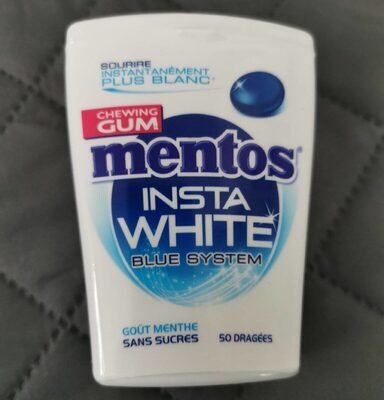 SOURIRE
INSTANTANÉMENT
PLUS BLANC*
CHEWING
GUM
mentos
INSTA
WHITE
BLUE SYSTEM
GOÛT MENTHE
SANS SUCRES 50 DRAGÉES